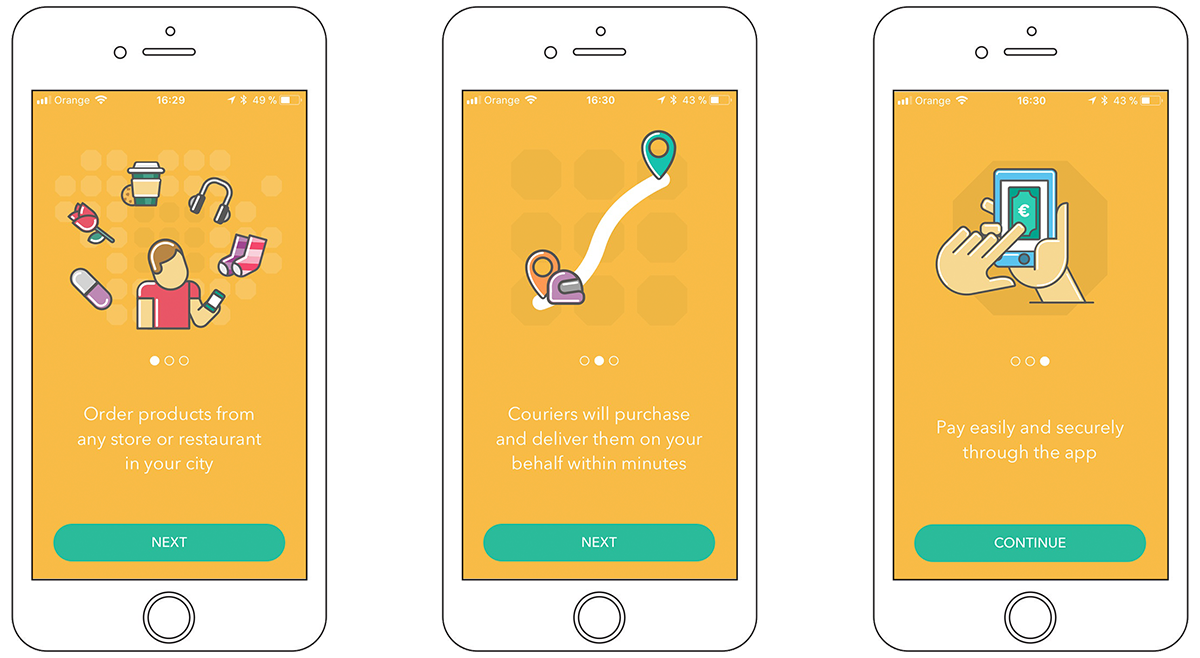 Orange 16:29 49 %
Order products from
any store or restaurant
in your city
NEXT
Orange 16:30 43 %
Couriers will purchase
and deliver them on your
behalf within minutes
NEXT
Orange 16:30 43 %
€
Pay easily and securely
through the app
CONTINUE